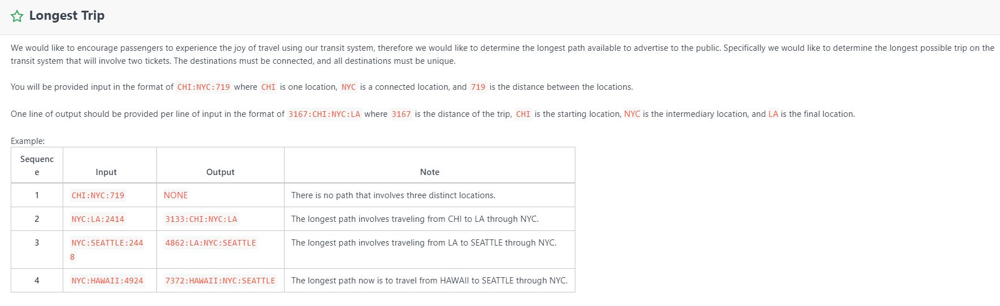 Longest Trip
We would like to encourage passengers to experience the joy of travel using our transit system, therefore we would like to determine the longest path available to advertise to the public. Specifically we would like to determine the longest possible trip on the
transit system that will involve two tickets. The destinations must be connected, and all destinations must be unique.
You will be provided input in the format of CHI:NYC:719 where CHI is one location, NYC is a connected location, and 719 is the distance between the locations.
One line of output should be provided per line of input in the format of 3167:CHI:NYC:LA where 3167 is the distance of the trip, CHI is the starting location, NYC is the intermediary location, and LA is the final location.
Example:
Sequenc
e Input Output Note
1 CHI:NYC:719 NONE There is no path that involves three distinct locations.
2 NYC:LA:2414 3133:CHI:NYC:LA The longest path involves traveling from CHI to LA through NYC.
3 NYC:SEATTLE:244 4862:LA:NYC:SEATTLE The longest path involves traveling from LA to SEATTLE through NYC.
8
4 NYC:HAWAII:4924 7372:HAWAII:NYC:SEATTLE The longest path now is to travel from HAWAII to SEATTLE through NYC.